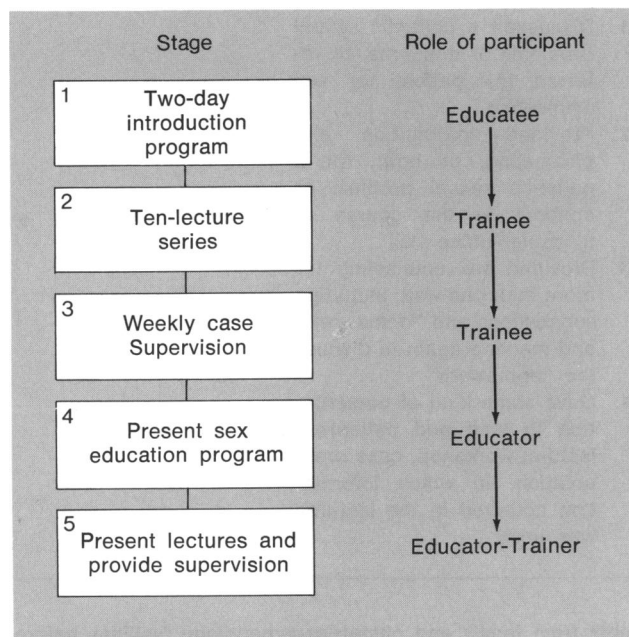 Stage
Role of participant
1
Two-day
introduction
program
Educatee
2
Ten-lecture
series
Trainee
3
Weekly case
Supervision
Trainee
4
Present sex
education program
Educator
5
Present lectures and
provide supervision
Educator-Trainer